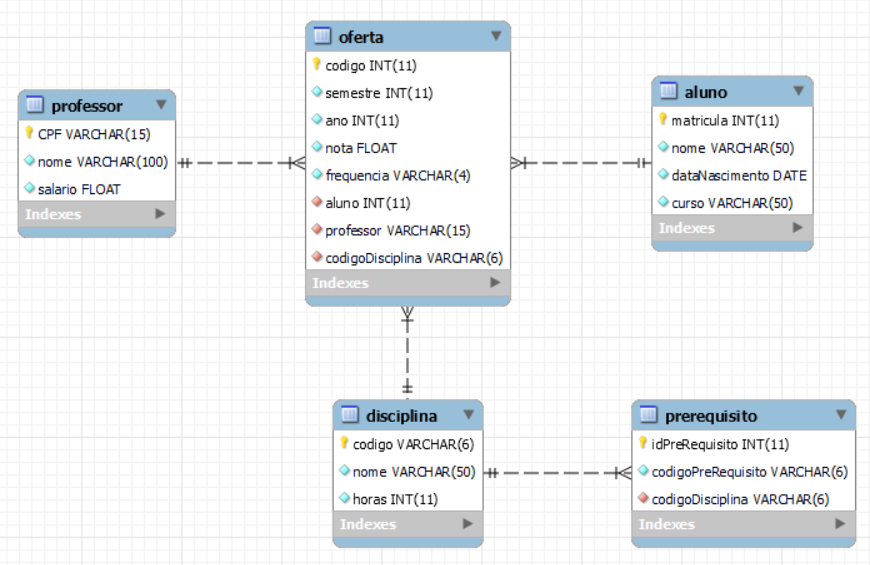 oferta
codigo INT(11)
semestre INT(11)
ano INT(11)
nota FLOAT
frequencia VARCHAR(4)
aluno INT(11)
professor VARCHAR(15)
codigoDisciplina VARCHAR(6)
Indexes
professor
CPF VARCHAR(15)
nome VARCHAR(100)
salario FLOAT
Indexes
aluno
matricula INT(11)
nome VARCHAR(50)
dataNascimento DATE
curso VARCHAR(50)
Indexes
disciplina
codigo VARCHAR(6)
nome VARCHAR(50)
horas INT(11)
Indexes
prerequisito
idPreRequisito INT(11)
codigoPreRequisito VARCHAR(6)
codigoDisciplina VARCHAR(6)
Indexes